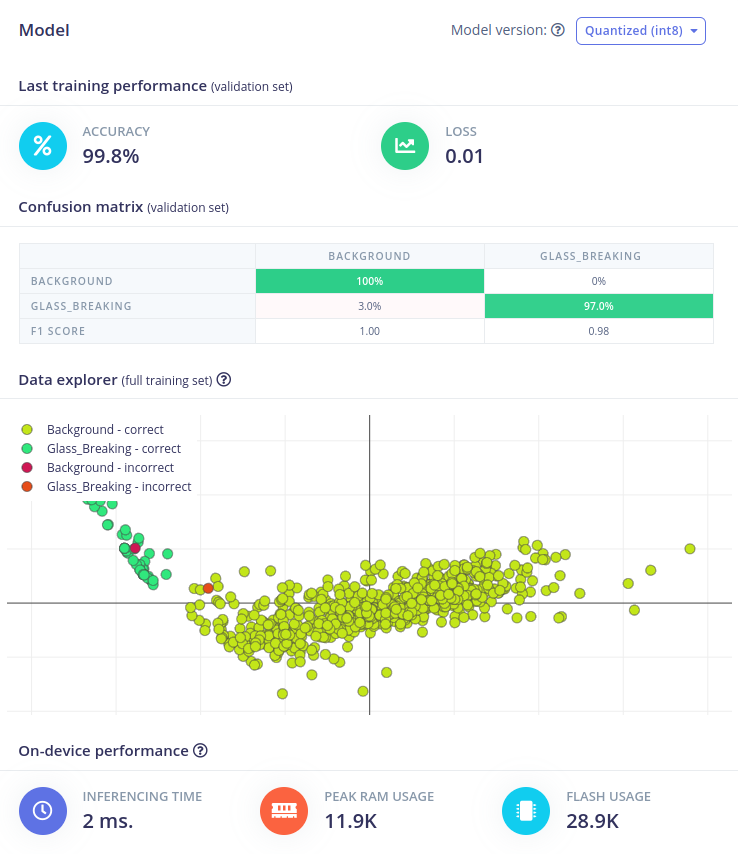 Model
Model version: Quantized (int8)
Last training performance (validation set)
ACCURACY
99.8%
LOSS
0.01
Confusion matrix (validation set)
BACKGROUND GLASS_BREAKING
BACKGROUND 100% 0%
GLASS_BREAKING 3.0% 97.0%
F1 SCORE 1.00 0.98
Data explorer (full training set) ?
Background - correct
Glass_Breaking - correct
Background - incorrect
Glass_Breaking - incorrect
On-device performance ?
INFERENCING TIME
2 ms.
PEAK RAM USAGE
11.9K
FLASH USAGE
28.9K